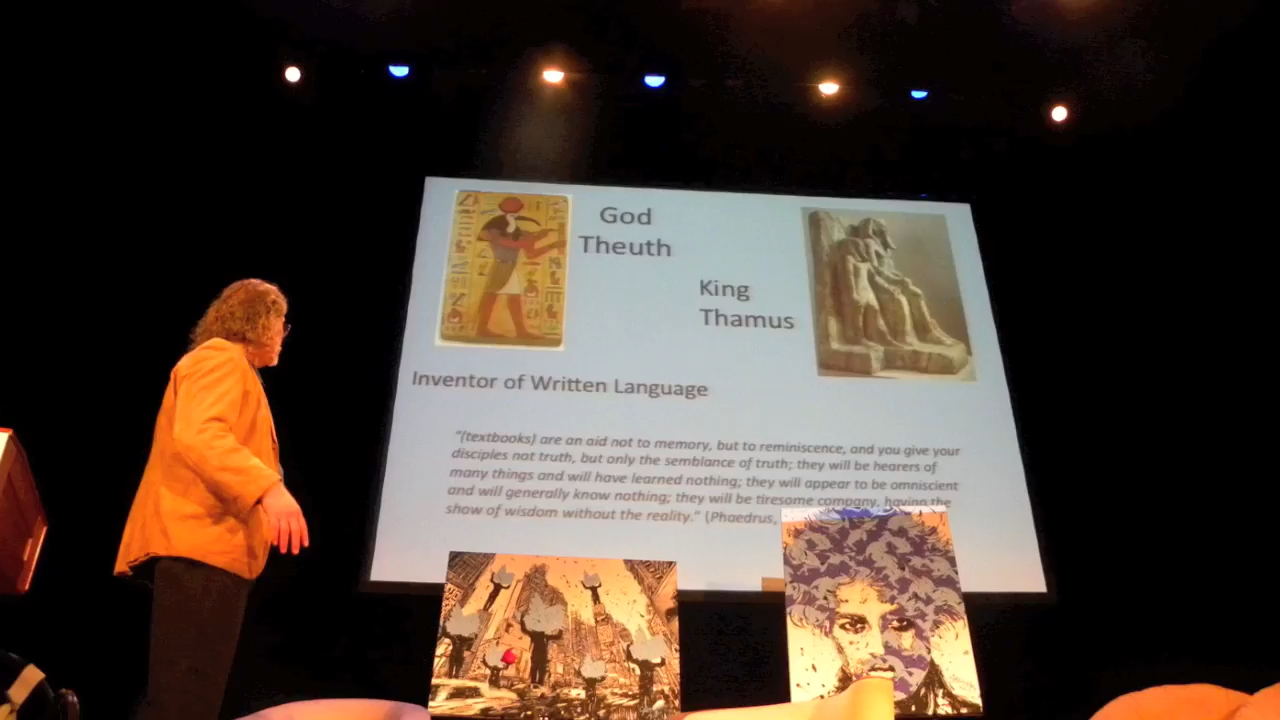 God
Theuth
King
Thamus
Inventor of Written Language
"(textbooks) are an aid not to memory, but to reminiscence, and you give your
disciples not truth, but only the semblance of truth; they will be hearers of
many things and will have learned nothing; they will appear to be omniscient
and will generally know nothing; they will be tiresome company, having the
show of wisdom without the reality." (Phaedrus,